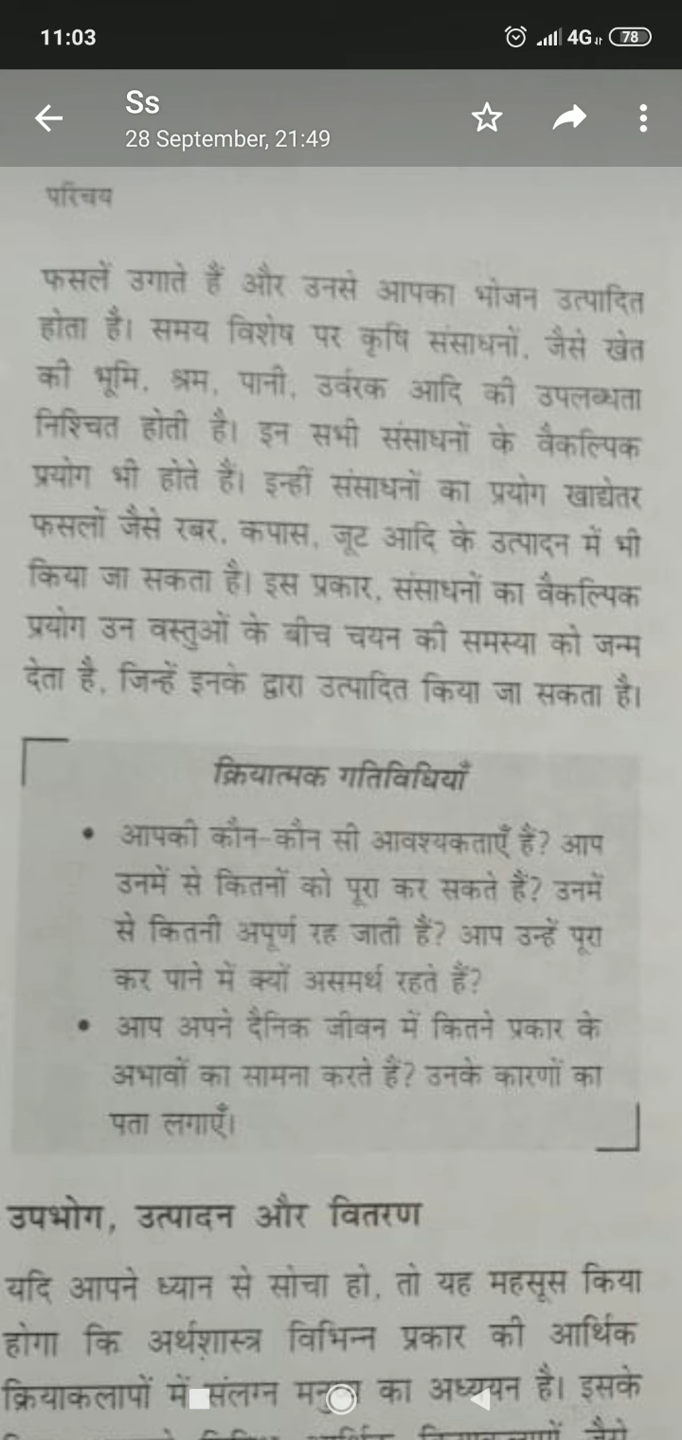 11:03
4G 78
Ss
28 September, 21:49
परिचय
फसलें उगाते हैं और उनसे आपका भोजन उत्पादित
होता है। समय विशेष पर कृषि संसाधनों, जैसे खेत
की भूमि, श्रम, पानी, उर्वरक आदि की उपलब्धता
निश्चित होती है। इन सभी संसाधनों के वैकल्पिक
प्रयोग भी होते हैं। इन्हीं संसाधनों का प्रयोग खाद्येतर
फसलों जैसे रबर, कपास, जूट आदि के उत्पादन में भी
किया जा सकता है। इस प्रकार, संसाधनों का वैकल्पिक
प्रयोग उन वस्तुओं के बीच चयन की समस्या को जन्म
देता है, जिन्हें इनके द्वारा उत्पादित किया जा सकता है।
क्रियात्मक गतिविधियाँ
• आपकी कौन-कौन सी आवश्यकताएँ हैं? आप
उनमें से कितनों को पूरा कर सकते हैं? उनमें
से कितनी अपूर्ण रह जाती हैं? आप उन्हें पूरा
कर पाने में क्यों असमर्थ रहते हैं?
• आप अपने दैनिक जीवन में कितने प्रकार के
अभावों का सामना करते हैं? उनके कारणों का
पता लगाएँ।
उपभोग, उत्पादन और वितरण
यदि आपने ध्यान से सोचा हो, तो यह महसूस किया
होगा कि अर्थशास्त्र विभिन्न प्रकार की आर्थिक
क्रियाकलापों में संलग्न मनुष्य का अध्ययन है। इसके